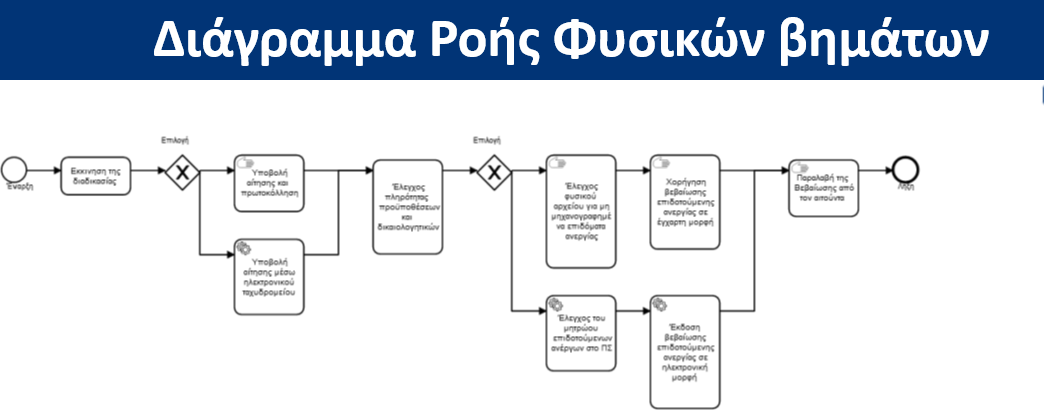 Διάγραμμα Ροής Φυσικών βημάτων
Επιλογή
Επιλογή
Έναρξη
Εκκινηση της
διαδικασίας
X
Υποβολή
αίτησης και
πρωτοκόλληση
Υποβολή
αίτησης μέσω
ηλεκτρονικού
ταχυδρομείου
Έλεγχος
πληρότητας
προϋποθέσεων
και
δικαιολογητικών
X
Έλεγχος
φυσικού
αρχείου για μη
μηχανογραφημέ
να επιδόματα
ανεργίας
Χορήγηση
βεβαίωσης
επιδοτούμενης
ανεργίας σε
έγχαρτη μορφή
Έλεγχος του
μητρώου
επιδοτούμενων
ανέργων στο ΠΣ
Έκδοση
βεβαίωσης
επιδοτούμενης
ανεργίας σε
ηλεκτρονική
μορφή
Παραλαβή της
Βεβαίωσης από
τον αιτούντα
Λήξη